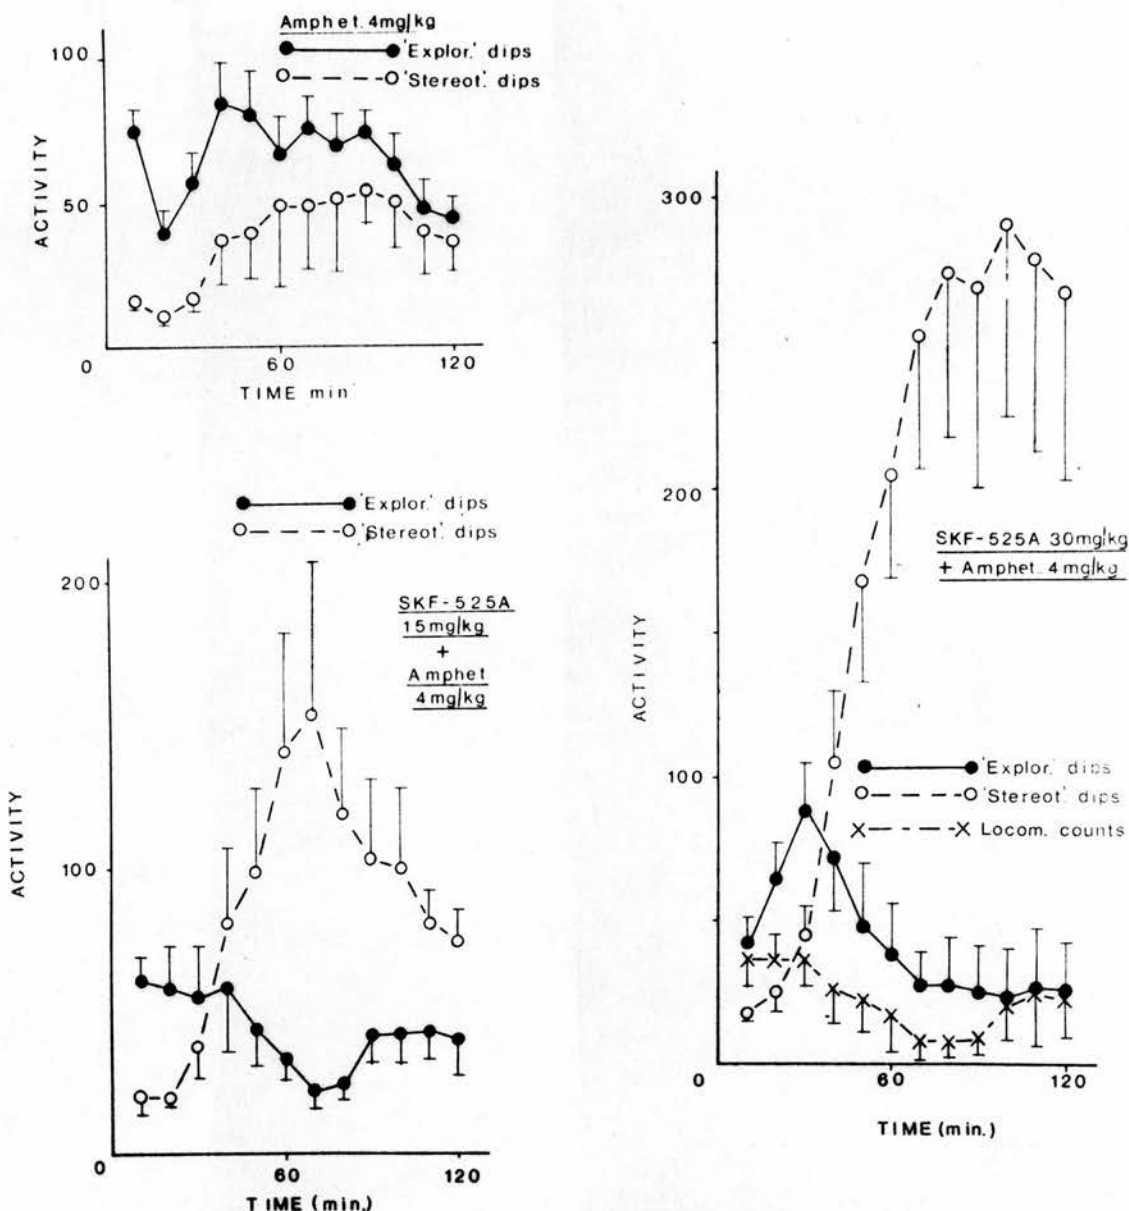 Amphet. 4mg/kg
'Explor.' dips
'Stereot.' dips
100
50
0
60
120
ACTIVITY
TIME min
'Explor.' dips
'Stereot.' dips
200
100
0
60
120
ACTIVITY
SKF-525A
15mg/kg
+
Amphet
4mg/kg
TIME (min.)
300
200
100
0
60
120
ACTIVITY
SKF-525A 30mg/kg
+ Amphet. 4mg/kg
'Explor.' dips
'Stereot.' dips
Locom. counts
TIME (min.)